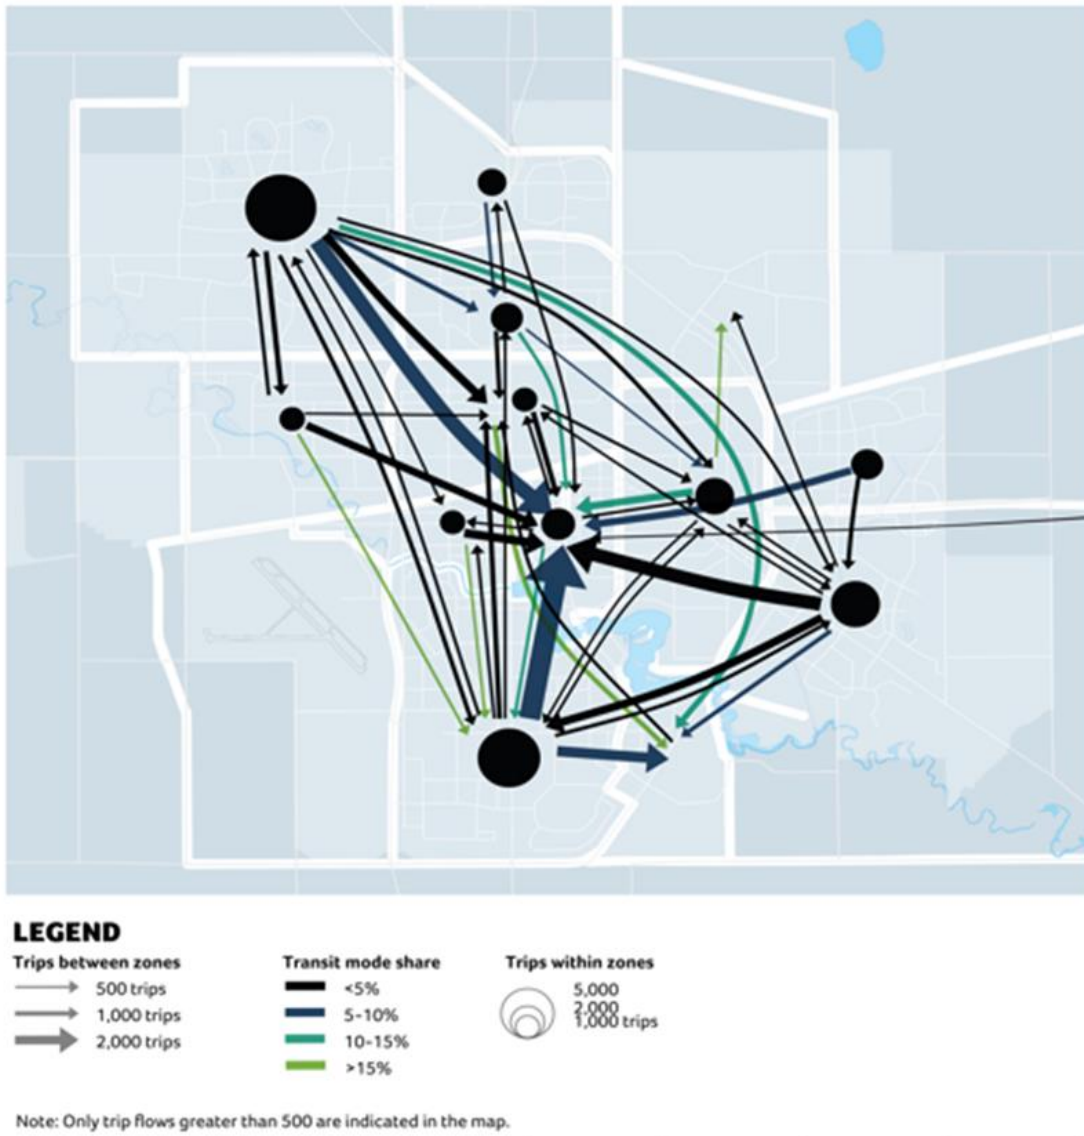 LEGEND
Trips between zones
500 trips
1,000 trips
2,000 trips
Transit mode share
<5%
5-10%
10-15%
>15%
Trips within zones
5,000
2,000
1,000 trips
Note: Only trip flows greater than 500 are indicated in the map.